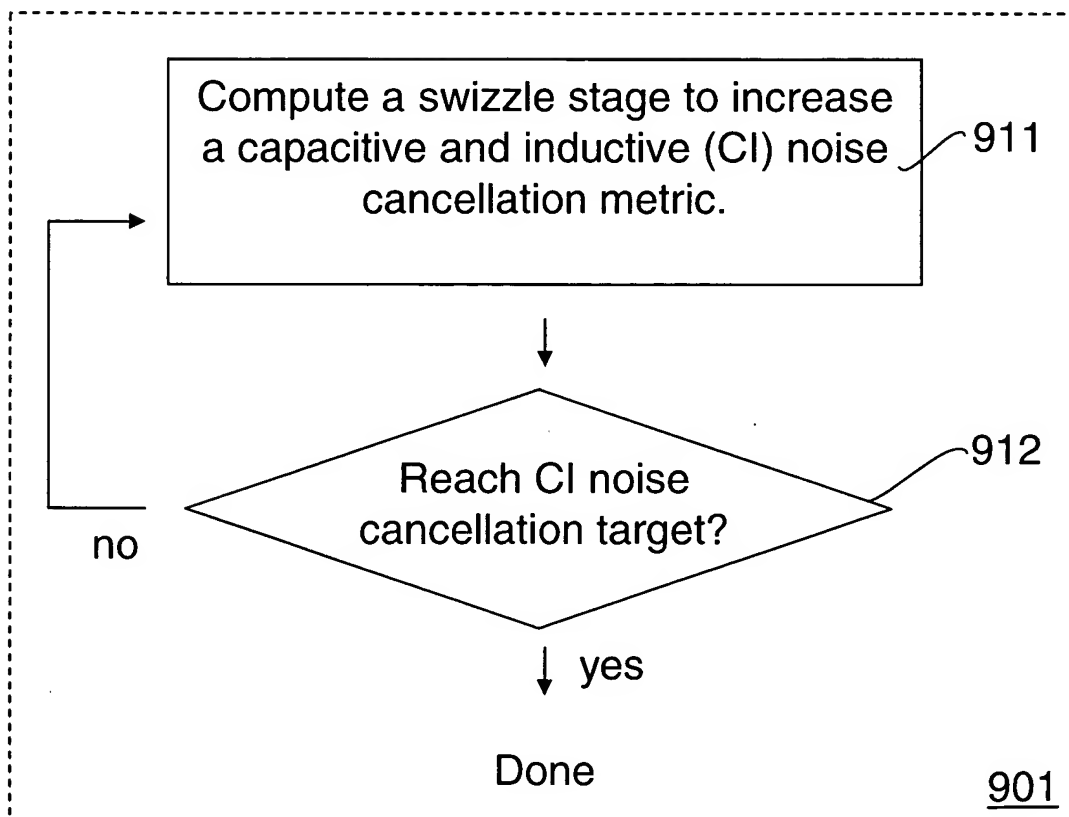 Compute a swizzle stage to increase
a capacitive and inductive (CI) noise
cancellation metric.
911
Reach CI noise
cancellation target?
912
no
yes
Done
901